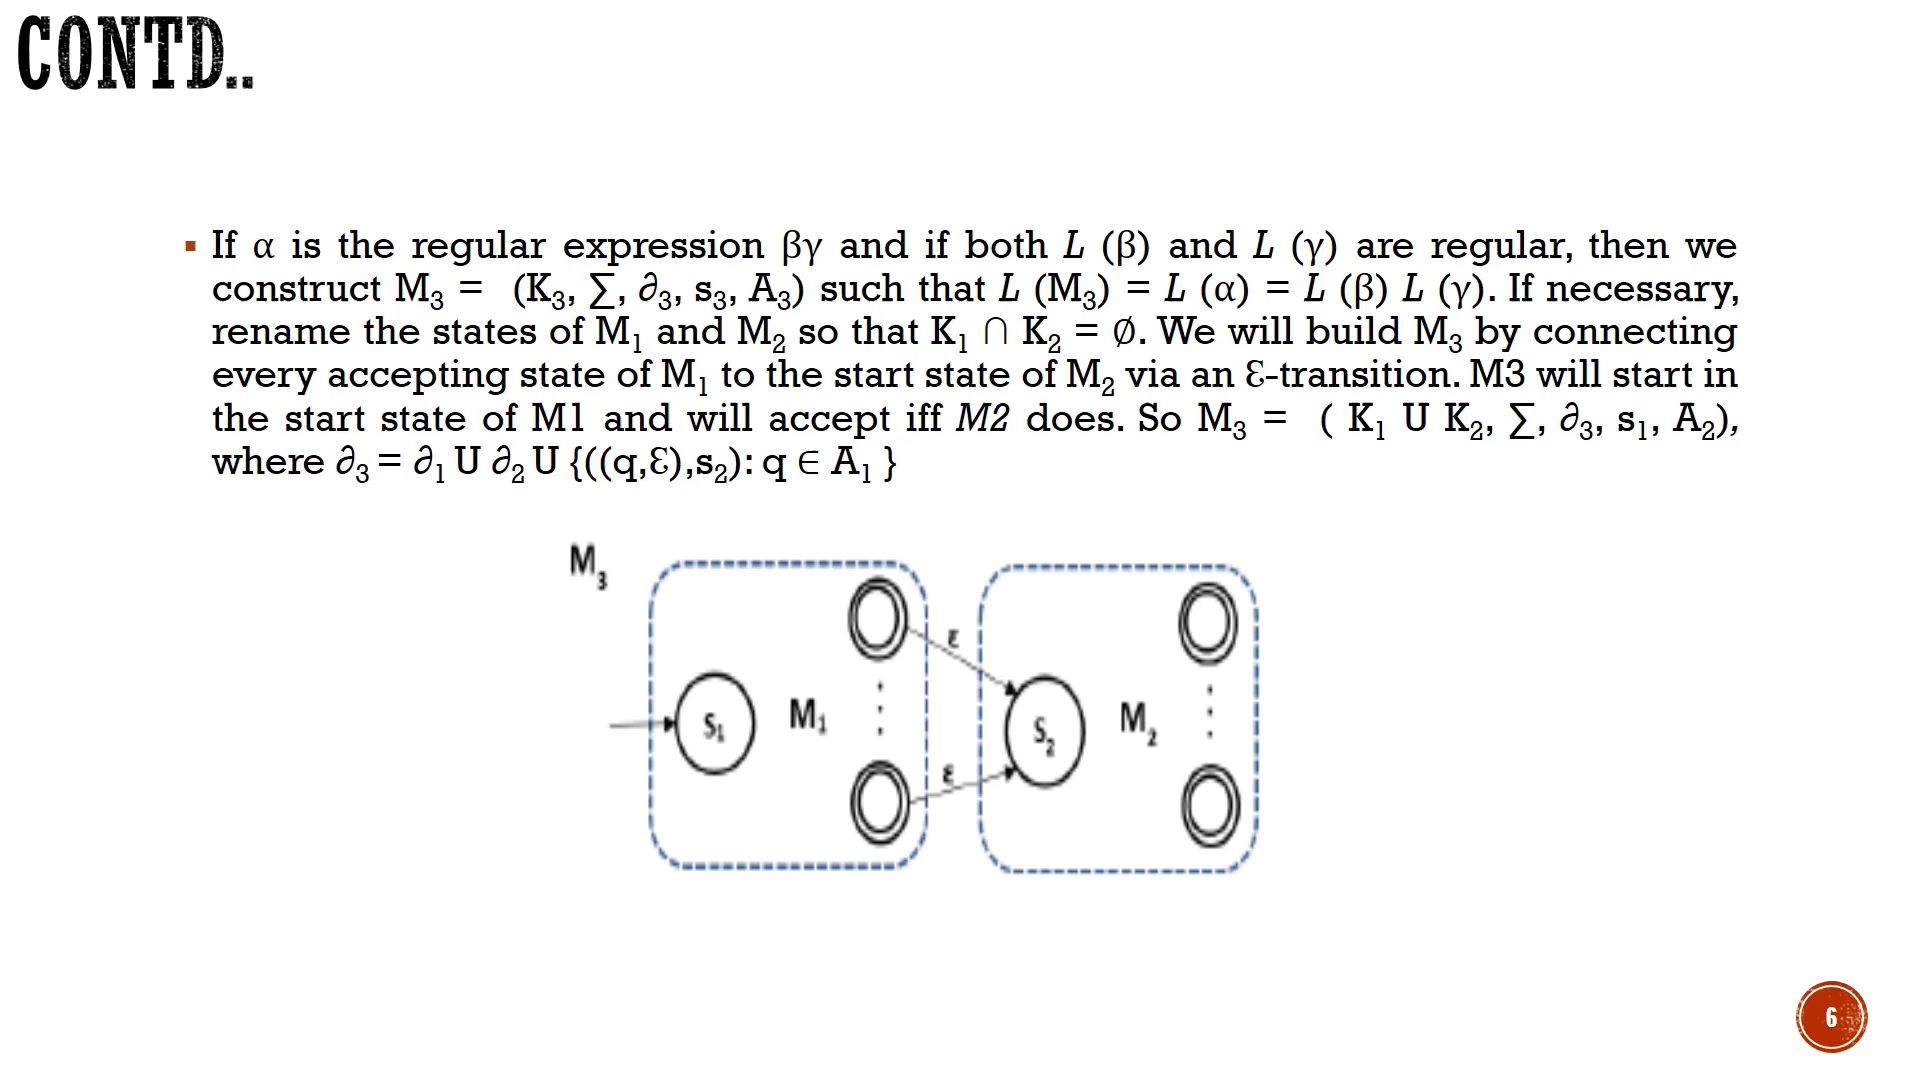 CONTD..
▪ If α is the regular expression βγ and if both L (β) and L (γ) are regular, then we
construct M₃ = (K₃, ∑, ∂₃, s₃, A₃) such that L (M₃) = L (α) = L (β) L (γ). If necessary,
rename the states of M₁ and M₂ so that K₁ ∩ K₂ = ∅. We will build M₃ by connecting
every accepting state of M₁ to the start state of M₂ via an Ɛ-transition. M3 will start in
the start state of M1 and will accept iff M2 does. So M₃ = ( K₁ U K₂, ∑, ∂₃, s₁, A₂),
where ∂₃ = ∂₁ U ∂₂ U {((q,Ɛ),s₂): q ∈ A₁ }
M₃
ε
S₁ M₁ ⋮ S₂ M₂ ⋮
ε
6